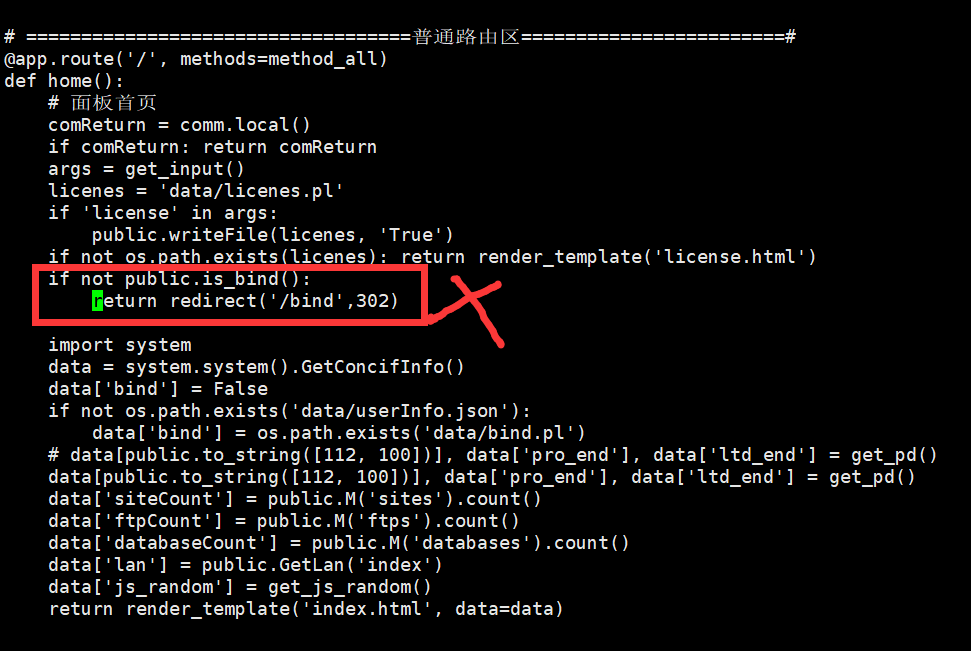 # ===================================普通路由区========================#
@app.route('/', methods=method_all)
def home():
    # 面板首页
    comReturn = comm.local()
    if comReturn: return comReturn
    args = get_input()
    licenes = 'data/licenes.pl'
    if 'license' in args:
        public.writeFile(licenes, 'True')
    if not os.path.exists(licenes): return render_template('license.html')
    if not public.is_bind():
        return redirect('/bind',302)

    import system
    data = system.system().GetConcifInfo()
    data['bind'] = False
    if not os.path.exists('data/userInfo.json'):
        data['bind'] = os.path.exists('data/bind.pl')
    # data[public.to_string([112, 100])], data['pro_end'], data['ltd_end'] = get_pd()
    data[public.to_string([112, 100])], data['pro_end'], data['ltd_end'] = get_pd()
    data['siteCount'] = public.M('sites').count()
    data['ftpCount'] = public.M('ftps').count()
    data['databaseCount'] = public.M('databases').count()
    data['lan'] = public.GetLan('index')
    data['js_random'] = get_js_random()
    return render_template('index.html', data=data)